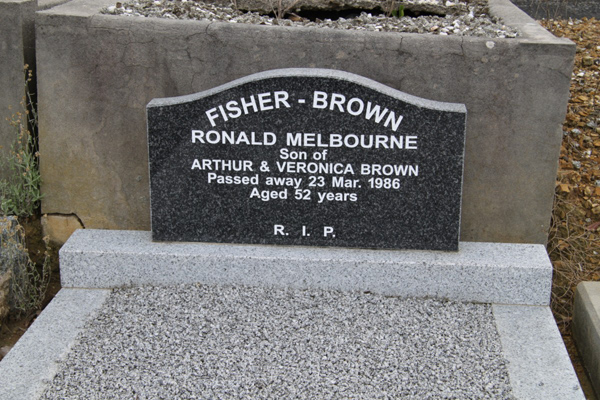 FISHER - BROWN
RONALD MELBOURNE
Son of
ARTHUR & VERONICA BROWN
Passed away 23 Mar. 1986
Aged 52 years
R. I. P.